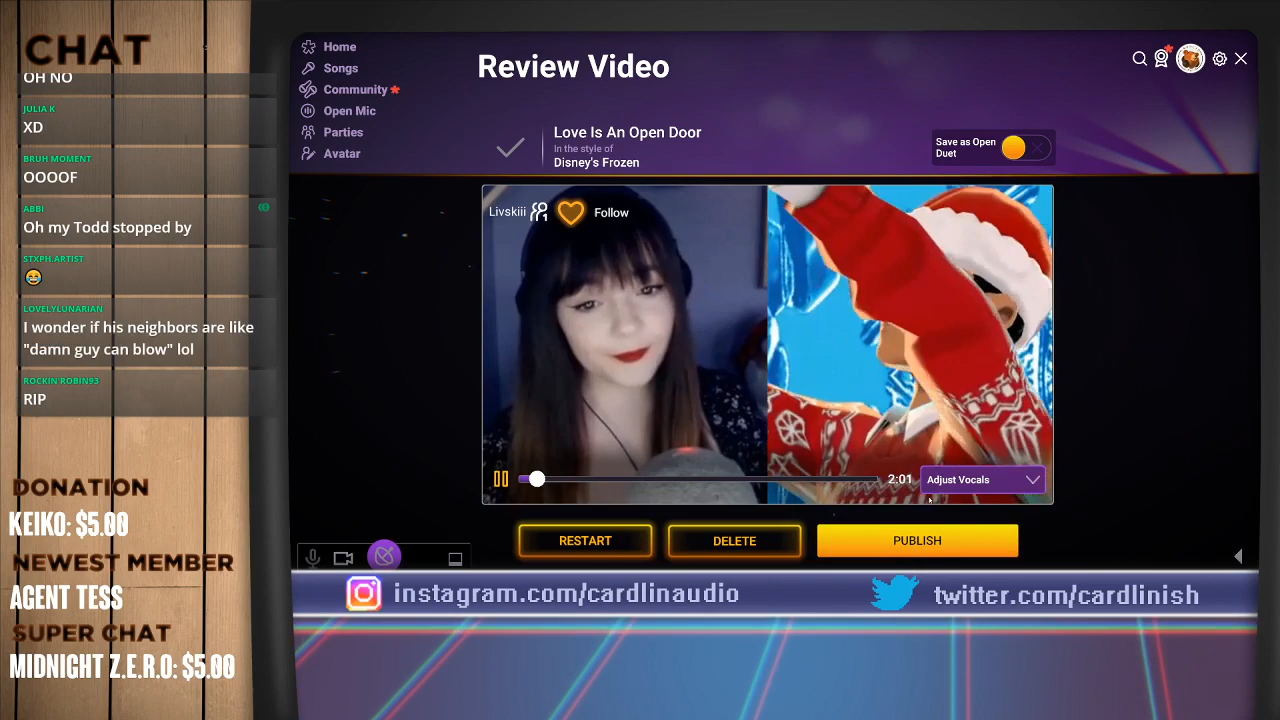 CHAT
OH NO
JULIA K
XD
BRUH MOMENT
OOOOF
ABBI
Oh my Todd stopped by
STXPH.ARTIST
LOVELYLUNARIAN
I wonder if his neighbors are like
"damn guy can blow" lol
ROCKIN'ROBIN93
RIP
DONATION
KEIKO: $5.00
NEWEST MEMBER
AGENT TESS
SUPER CHAT
MIDNIGHT Z.E.R.O: $5.00
Home
Songs
Community
Open Mic
Parties
Avatar
Review Video
Love Is An Open Door
In the style of
Disney's Frozen
Save as Open
Duet
Livskiii
Follow
2:01
Adjust Vocals
RESTART
DELETE
PUBLISH
instagram.com/cardlinaudio
twitter.com/cardlinish